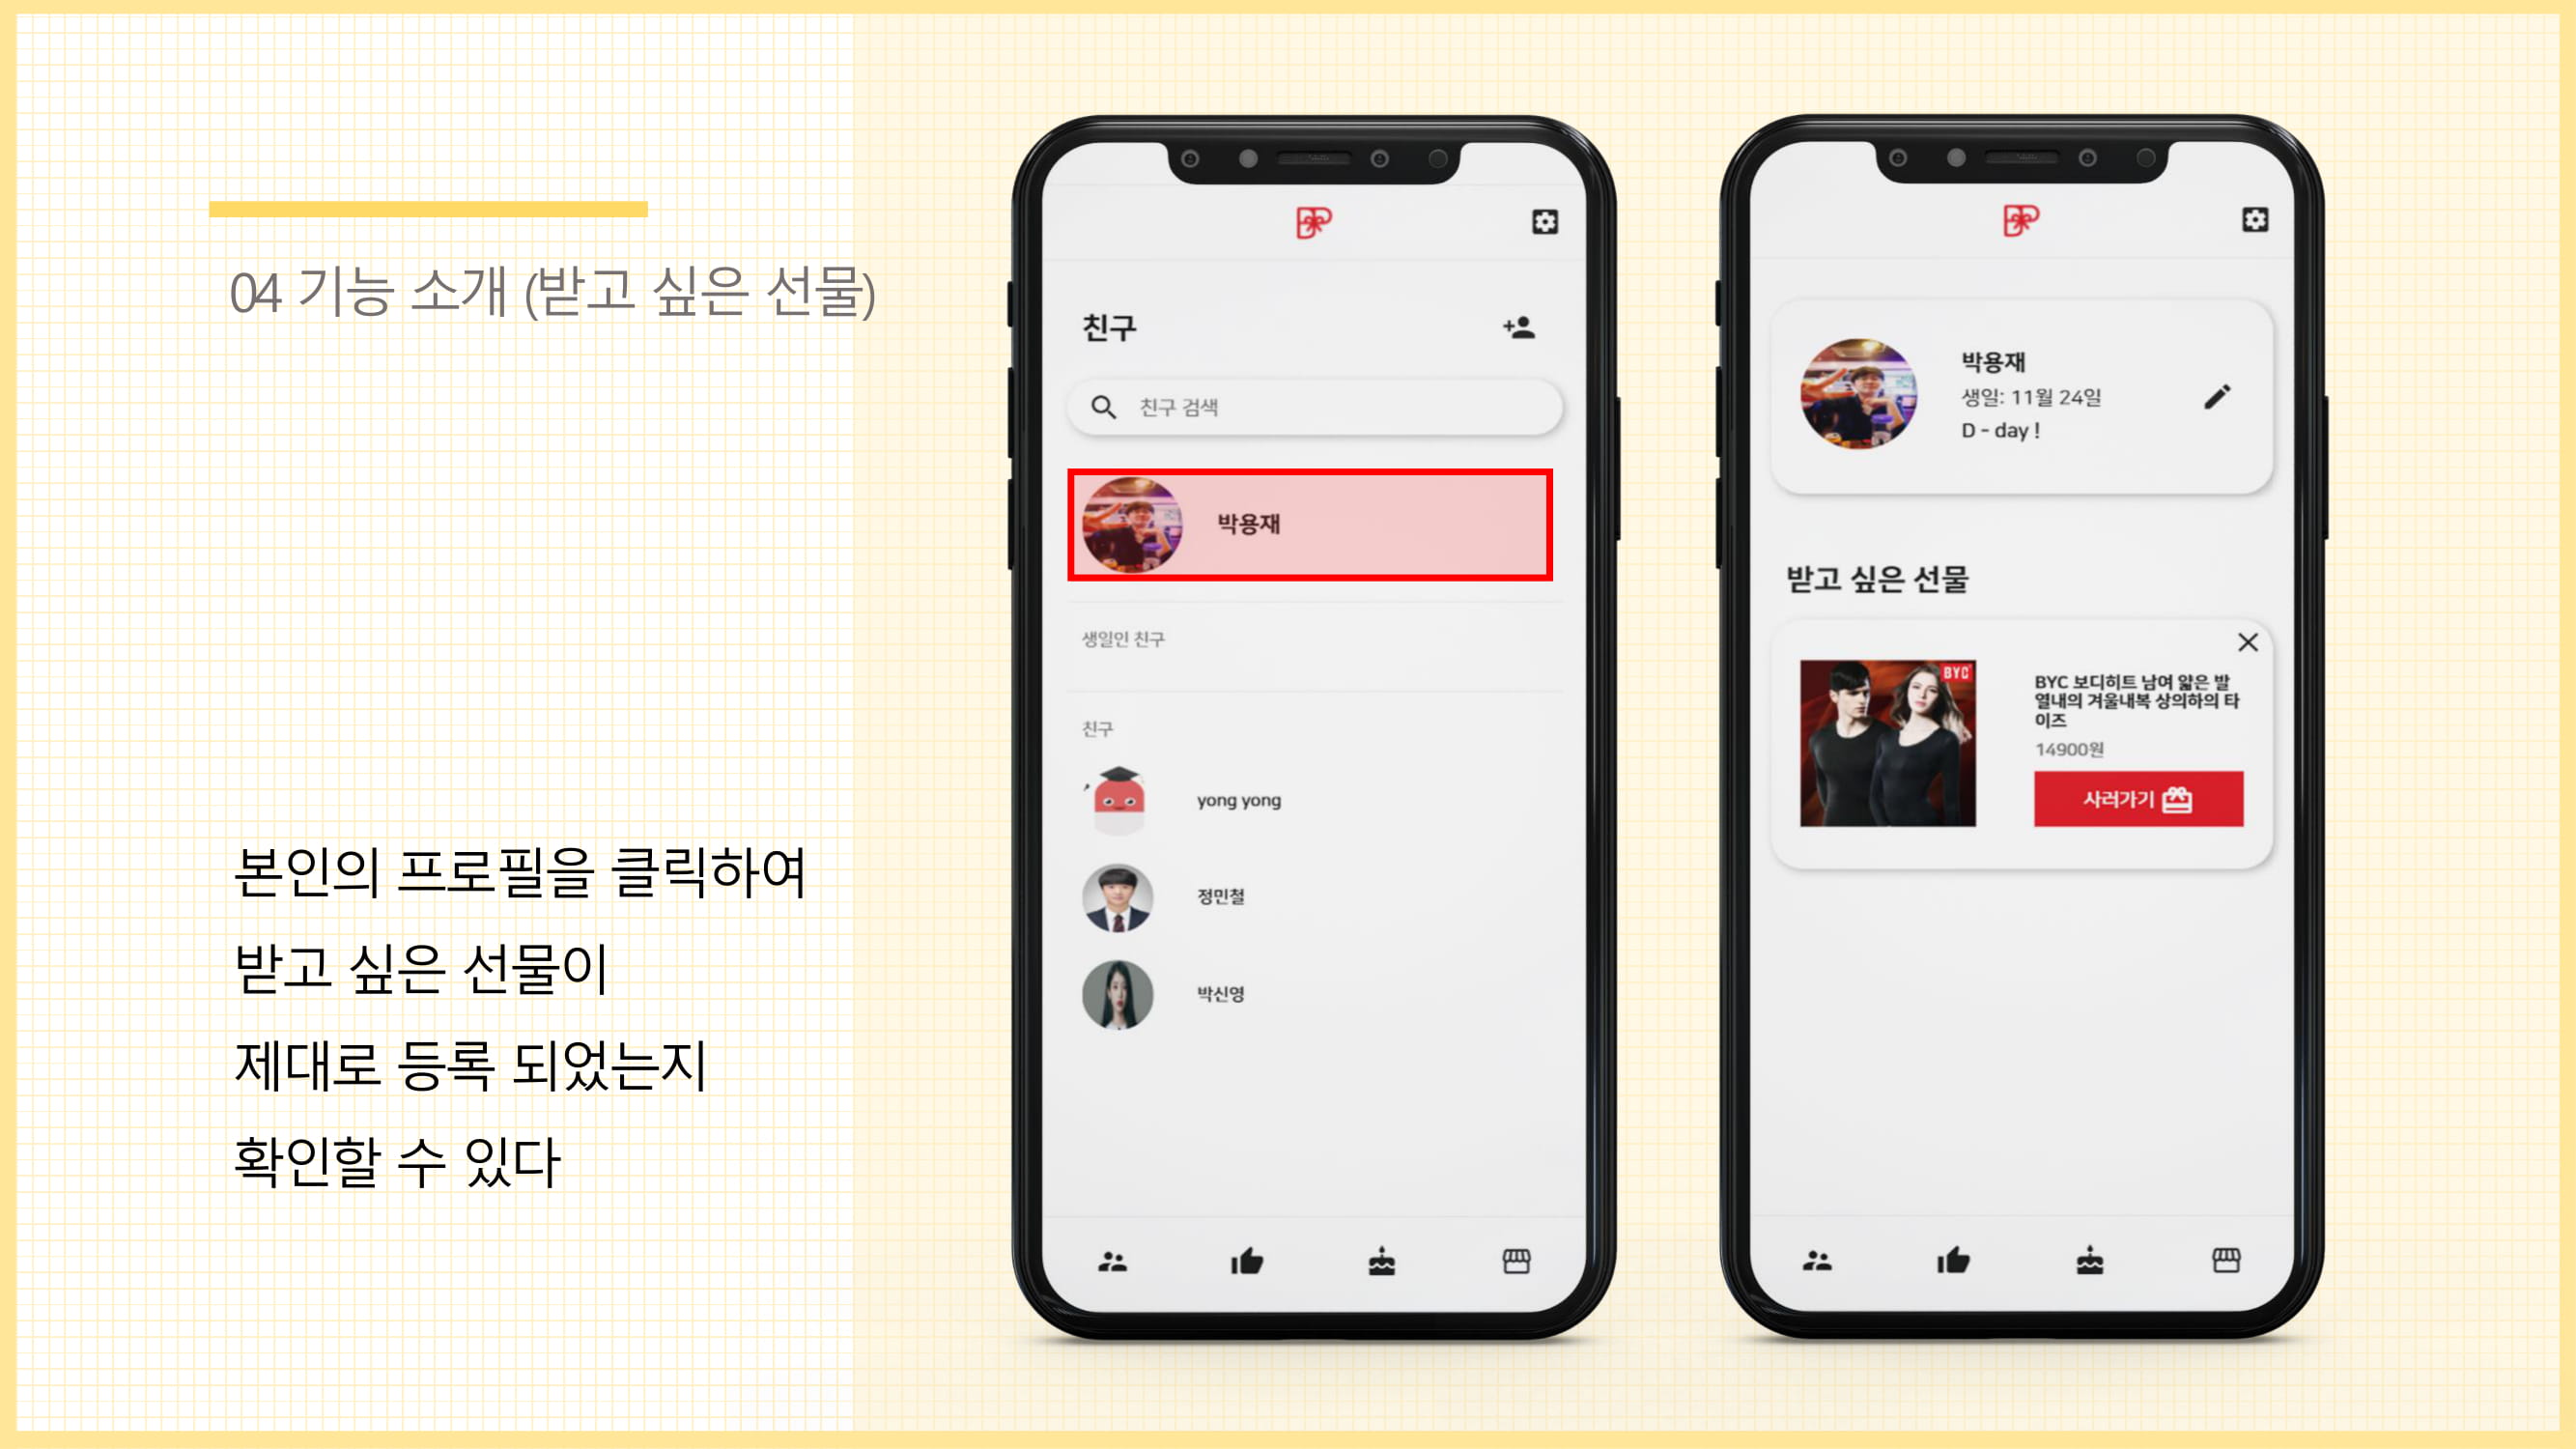 04 기능 소개 (받고 싶은 선물)
본인의 프로필을 클릭하여
받고 싶은 선물이
제대로 등록 되었는지
확인할 수 있다
친구
친구 검색
박용재
생일인 친구
친구
yong yong
정민철
박신영
박용재
생일: 11월 24일
D - day !
받고 싶은 선물
BYC
BYC 보디히트 남여 얇은 발
열내의 겨울내복 상의하의 타
이즈
14900원
사러가기